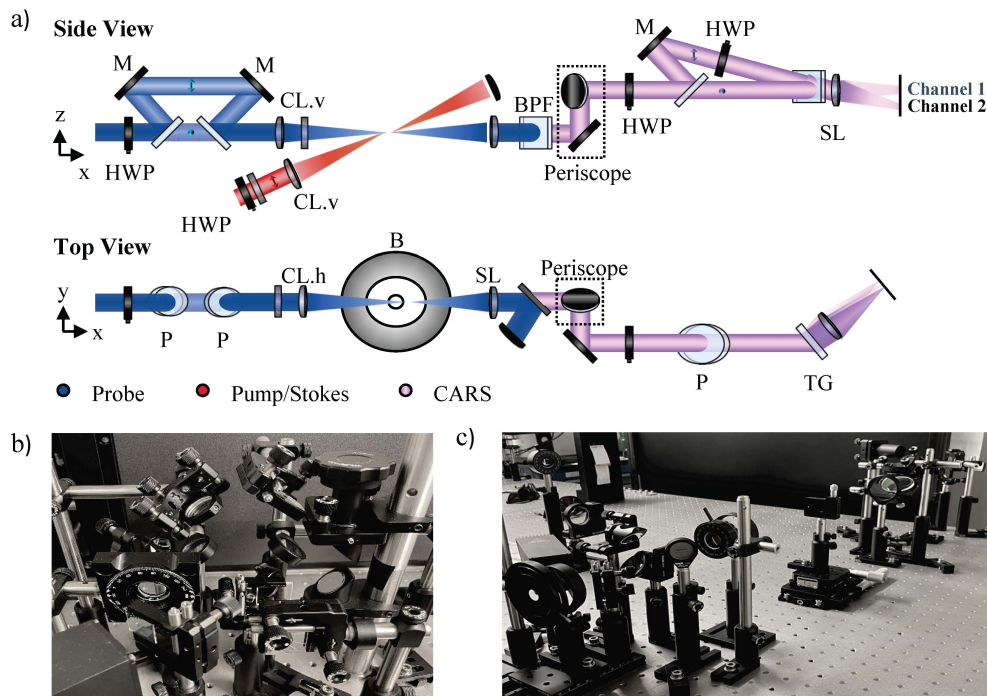 a)
Side View
M
M
CL.v
HWP
z
x
HWP
CL.v
BPF
Periscope
M
HWP
HWP
SL
Channel 1
Channel 2
Top View
B
y
x
P
P
CL.h
SL
Periscope
P
TG
Probe
Pump/Stokes
CARS
b)
c)